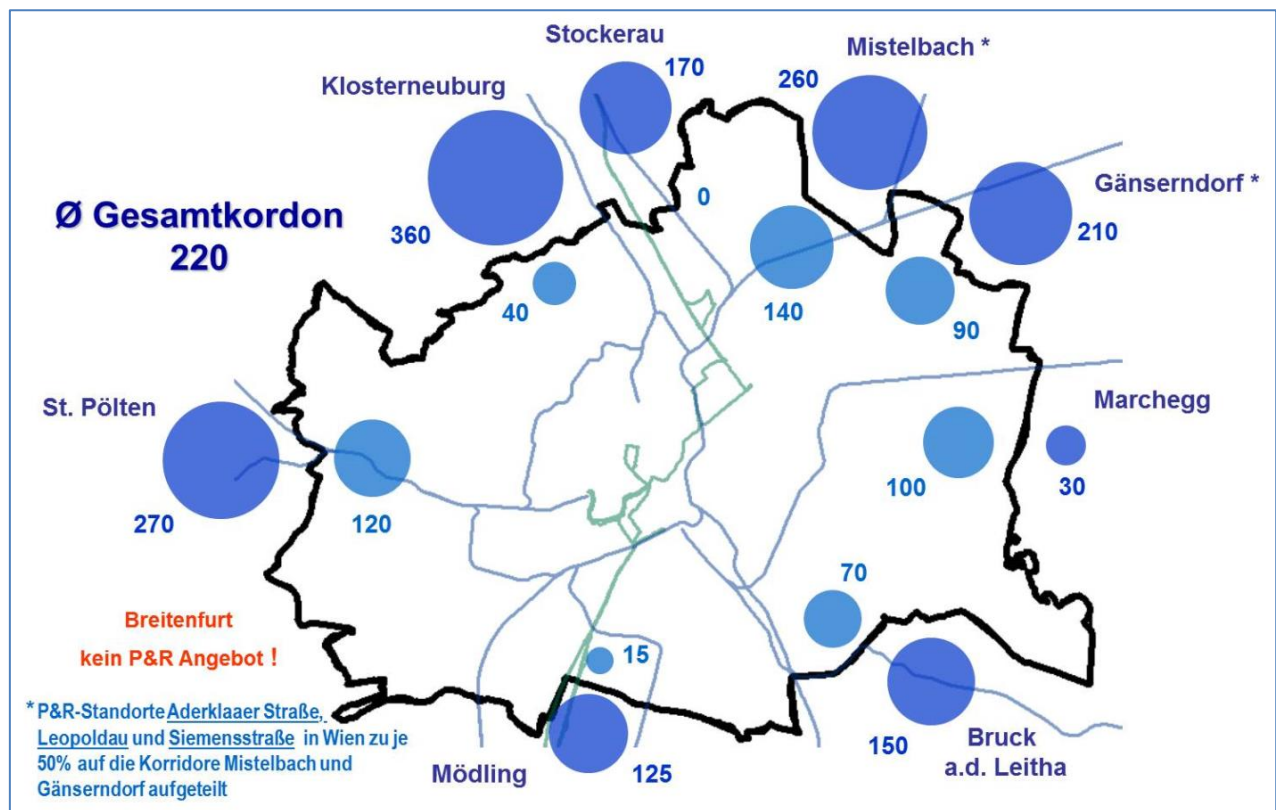 Stockerau
170
Mistelbach *
260
Klosterneuburg
Gänserndorf *
0
Ø Gesamtkordon
220
360
210
40
140
90
St. Pölten
Marchegg
270
120
100
30
70
Breitenfurt
kein P&R Angebot !
15
* P&R-Standorte Aderklaaer Straße,
Leopoldau und Siemensstraße in Wien zu je
50% auf die Korridore Mistelbach und
Gänserndorf aufgeteilt
Mödling
125
150
Bruck
a.d. Leitha